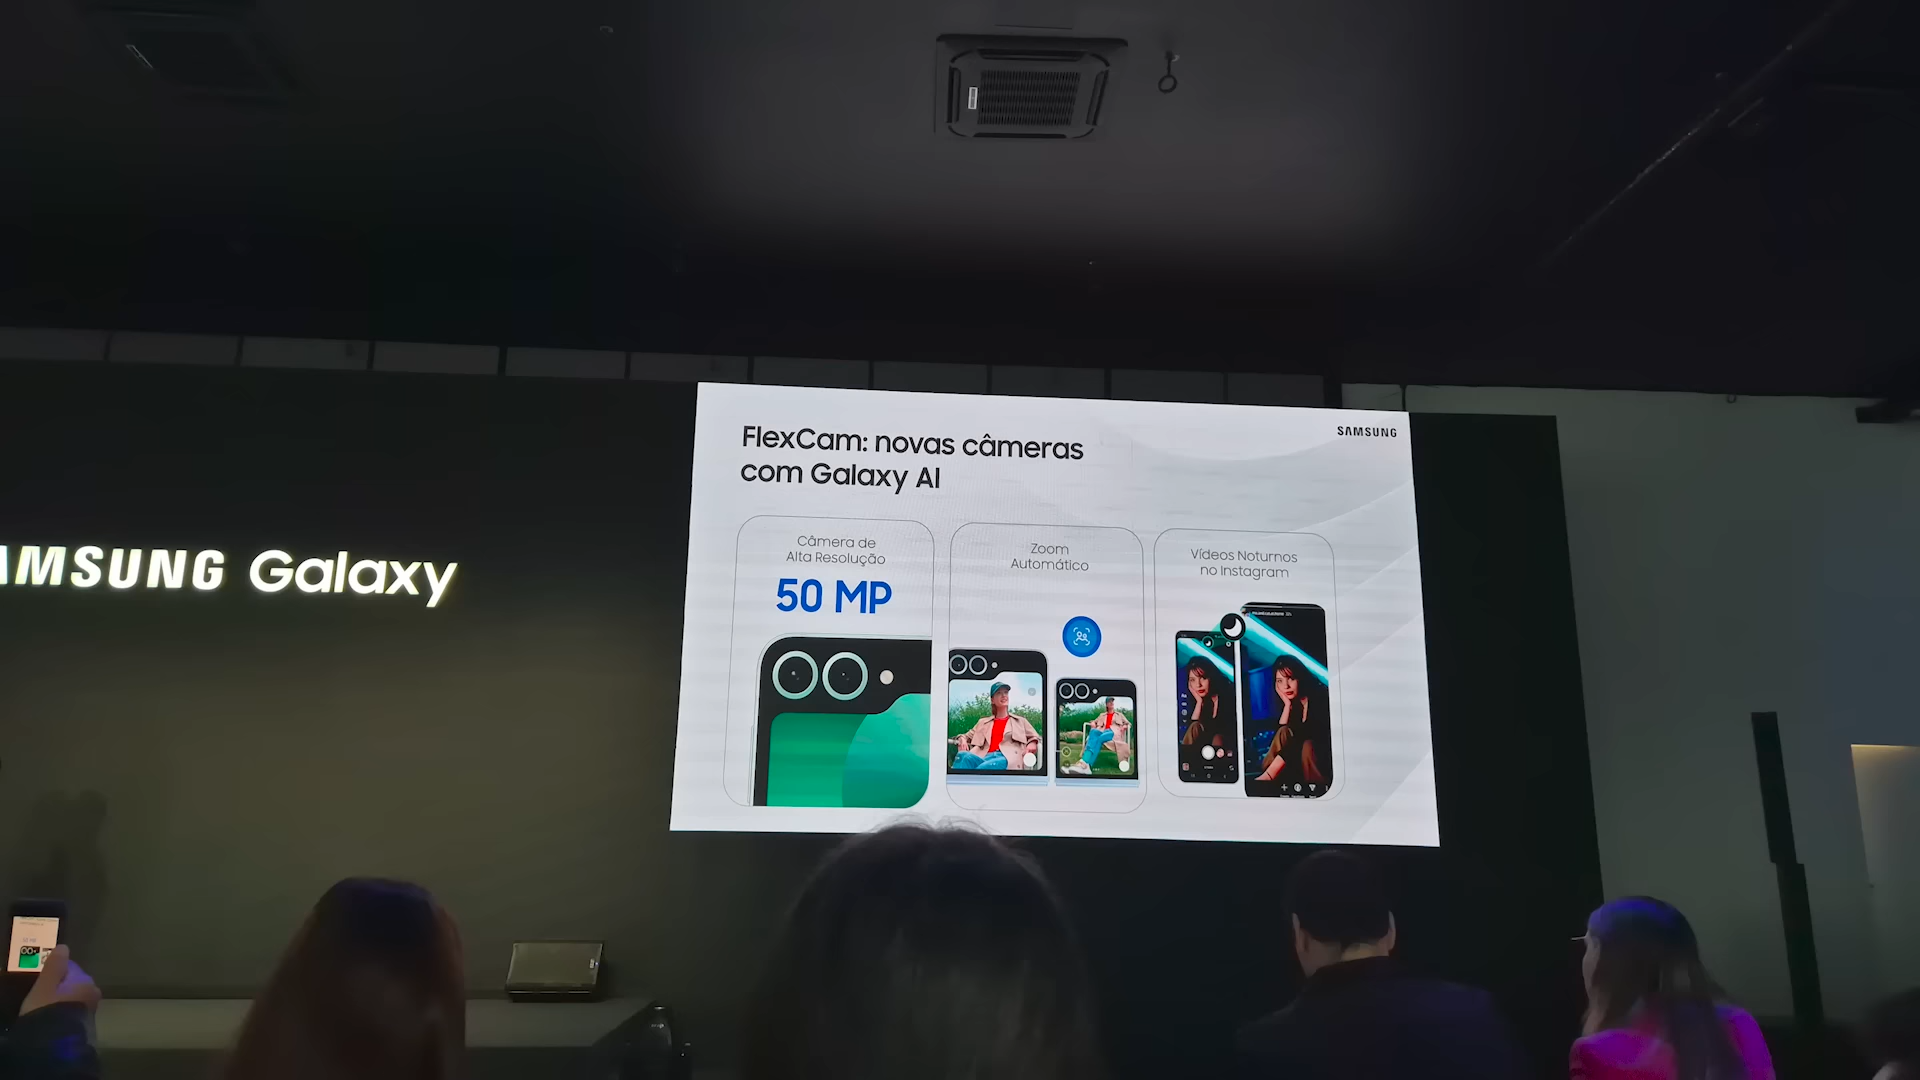 AMSUNG Galaxy
SAMSUNG
FlexCam: novas câmeras
com Galaxy AI
Câmera de
Alta Resolução
50 MP
Zoom
Automático
Vídeos Noturnos
no Instagram